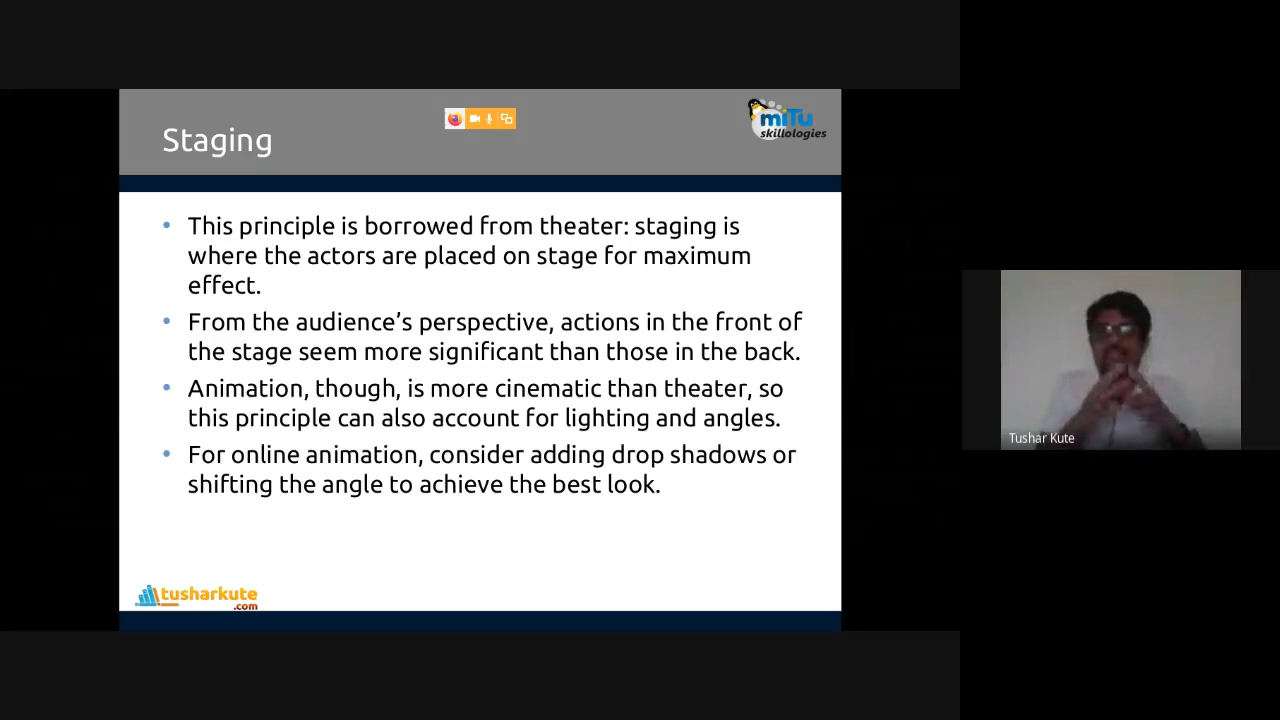 Staging
miTu
skillologies
• This principle is borrowed from theater: staging is
where the actors are placed on stage for maximum
effect.
• From the audience’s perspective, actions in the front of
the stage seem more significant than those in the back.
• Animation, though, is more cinematic than theater, so
this principle can also account for lighting and angles.
• For online animation, consider adding drop shadows or
shifting the angle to achieve the best look.
tusharkute
.com
Tushar Kute